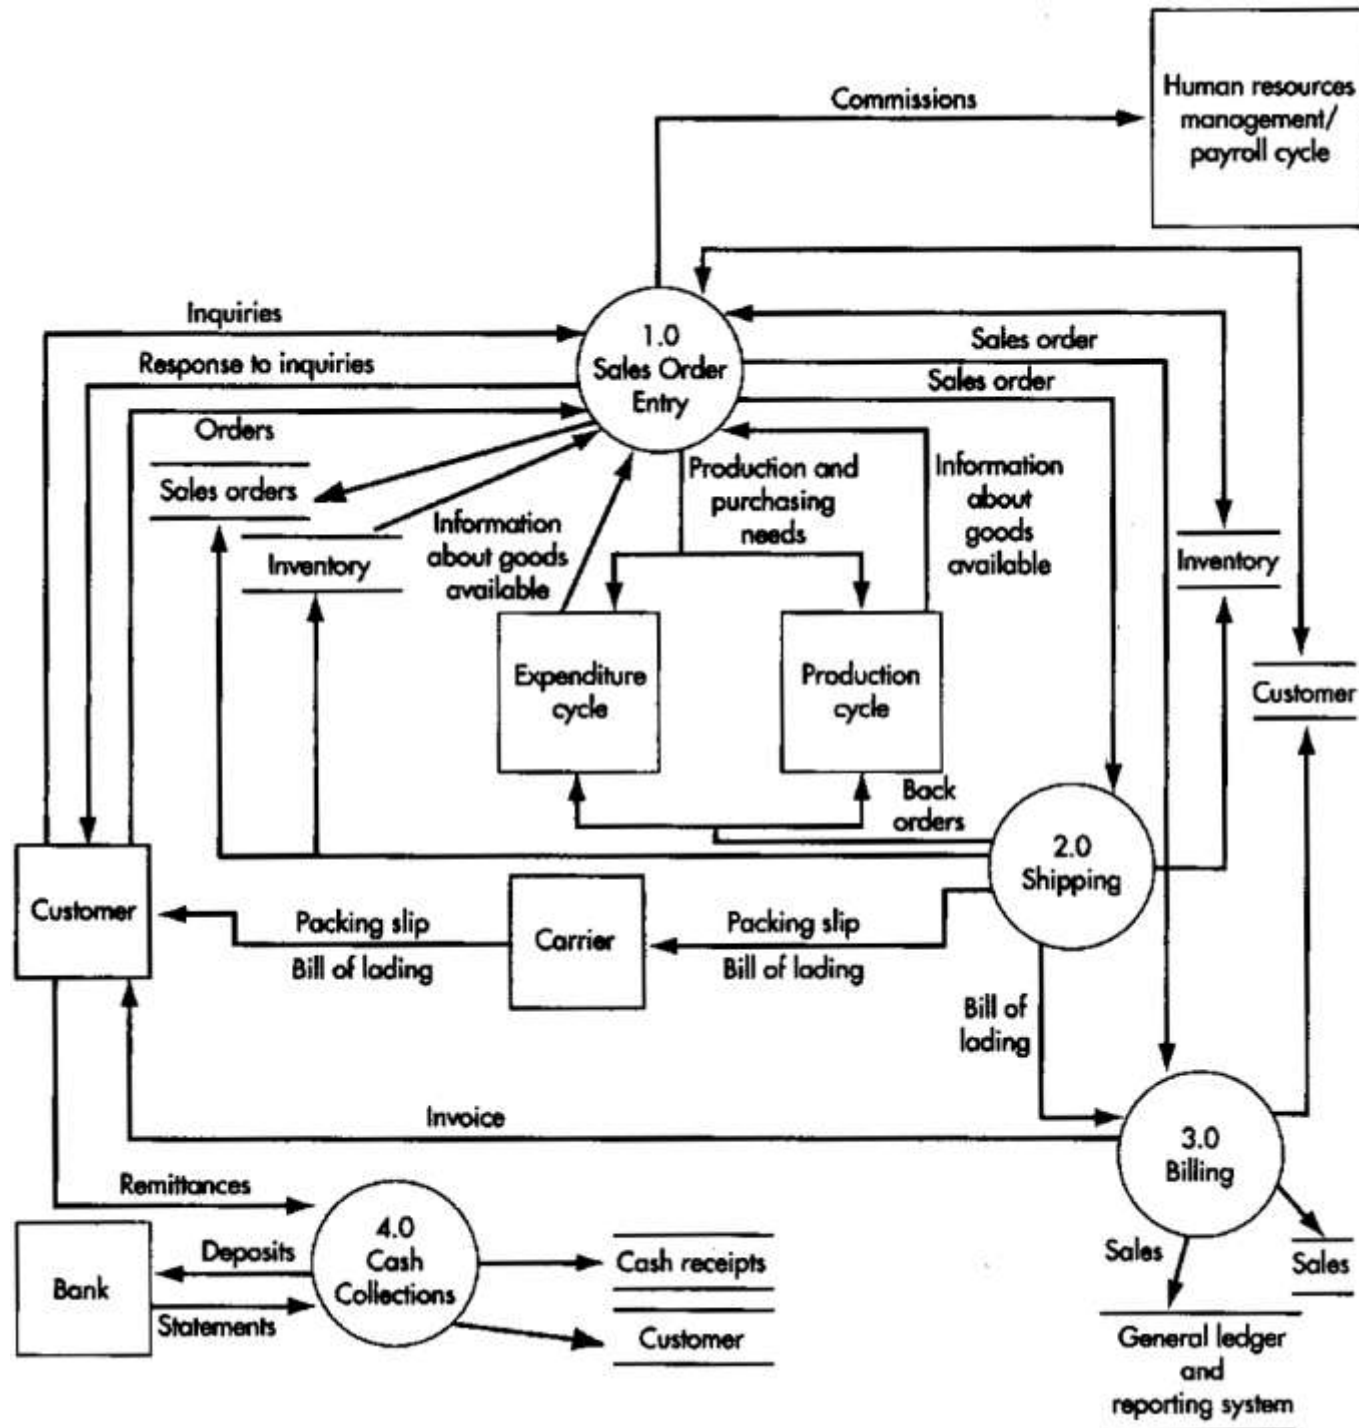 Human resources
management/
payroll cycle
Commissions
Inquiries
1.0
Sales Order
Entry
Sales order
Response to inquiries
Sales order
Orders
Sales orders
Production and
purchasing
needs
Information
about
goods
available
Information
about goods
available
Inventory
Inventory
Expenditure
cycle
Production
cycle
Customer
Back
orders
2.0
Shipping
Customer
Packing slip
Bill of lading
Carrier
Packing slip
Bill of lading
Bill of
lading
Invoice
3.0
Billing
Remittances
4.0
Cash
Collections
Deposits
Bank
Statements
Cash receipts
Customer
Sales
Sales
General ledger
and
reporting system